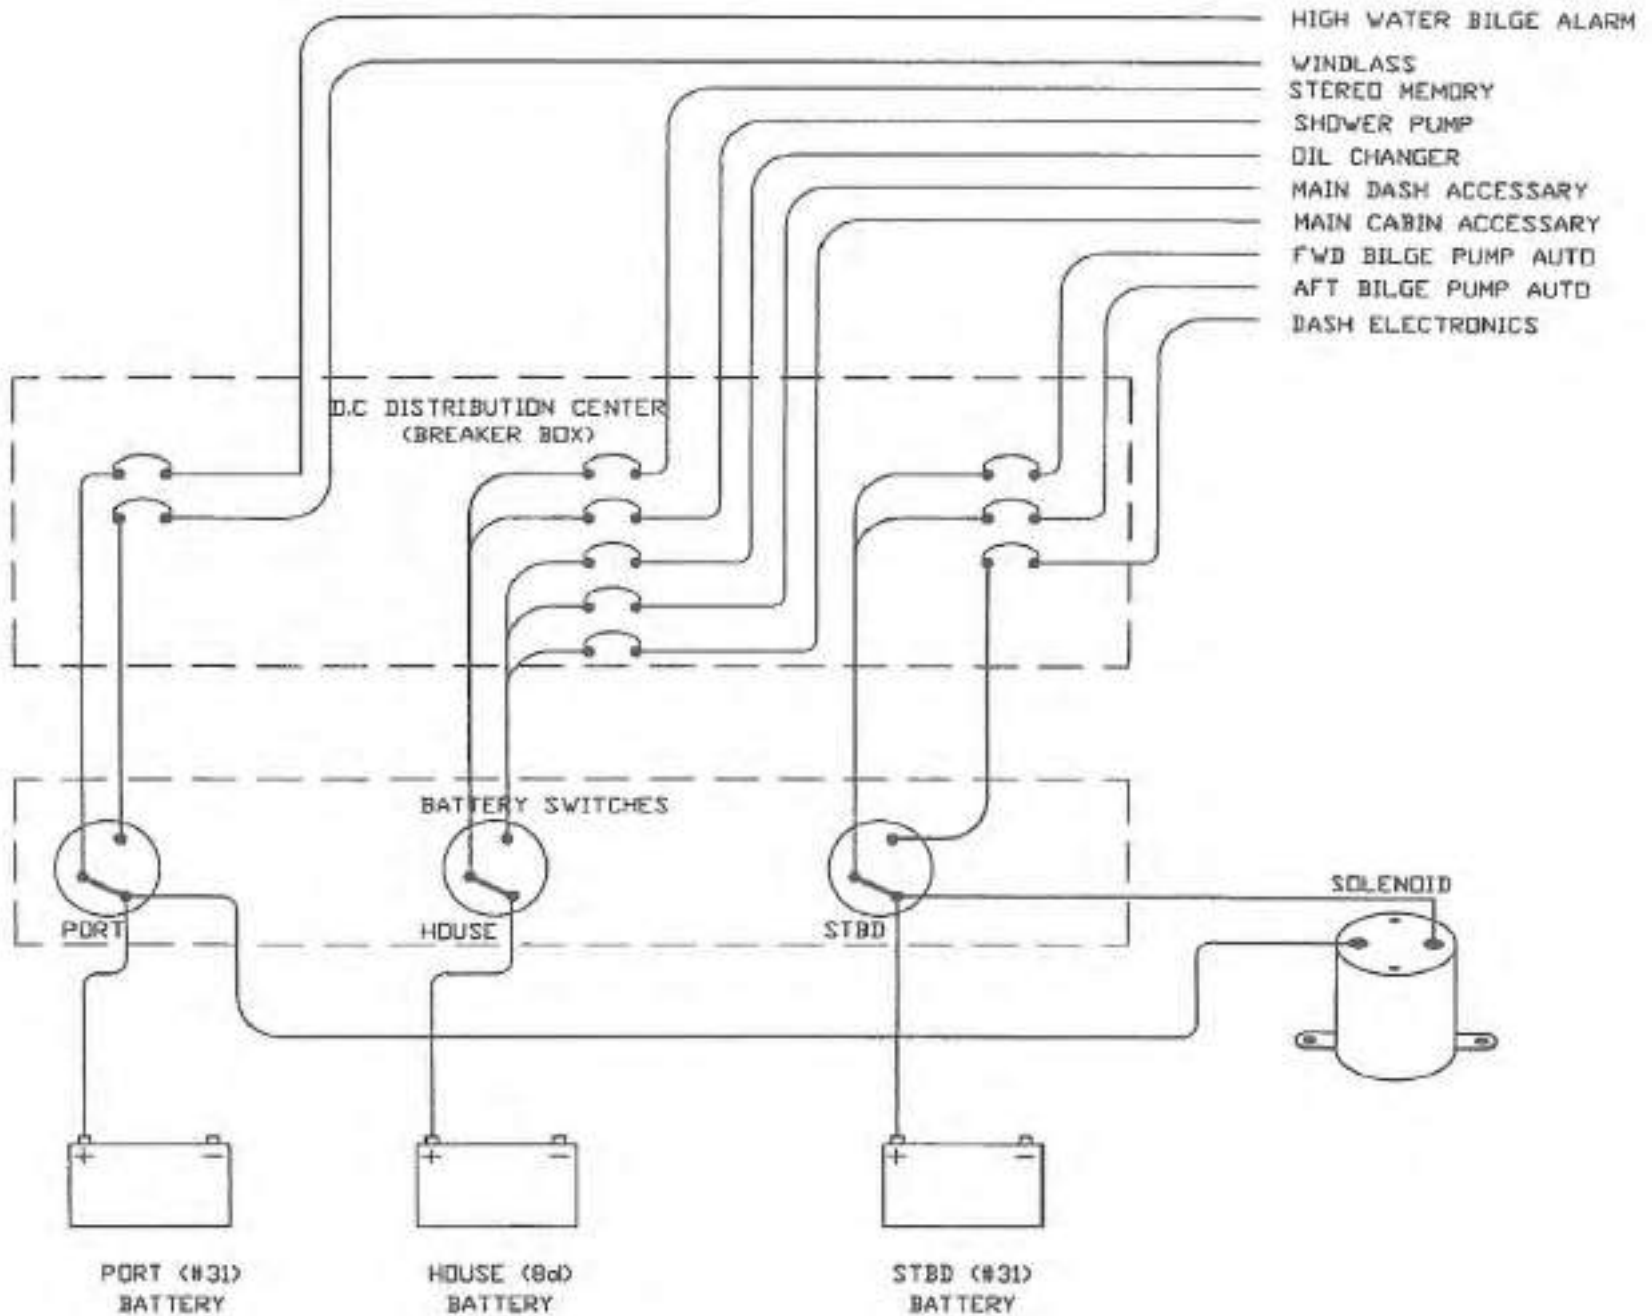 HIGH WATER BILGE ALARM
WINDLASS
STEREO MEMORY
SHOWER PUMP
OIL CHANGER
MAIN DASH ACCESSARY
MAIN CABIN ACCESSARY
FWD BILGE PUMP AUTO
AFT BILGE PUMP AUTO
DASH ELECTRONICS
D.C DISTRIBUTION CENTER
(BREAKER BOX)
BATTERY SWITCHES
PORT
HOUSE
STBD
SOLENOID
+ -
+ -
+ -
PORT (#31)
BATTERY
HOUSE (8d)
BATTERY
STBD (#31)
BATTERY